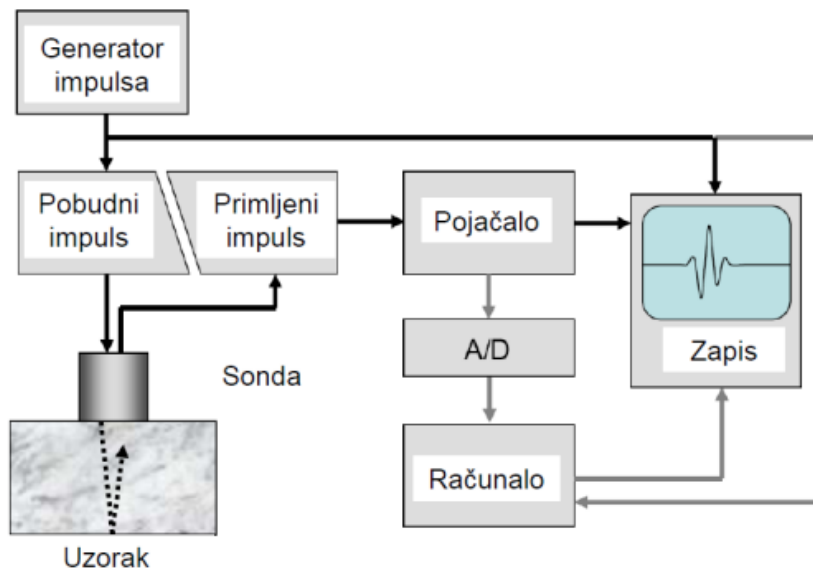 Generator
impulsa
Pobudni
impuls
Primljeni
impuls
Pojačalo
A/D
Zapis
Sonda
Računalo
Uzorak